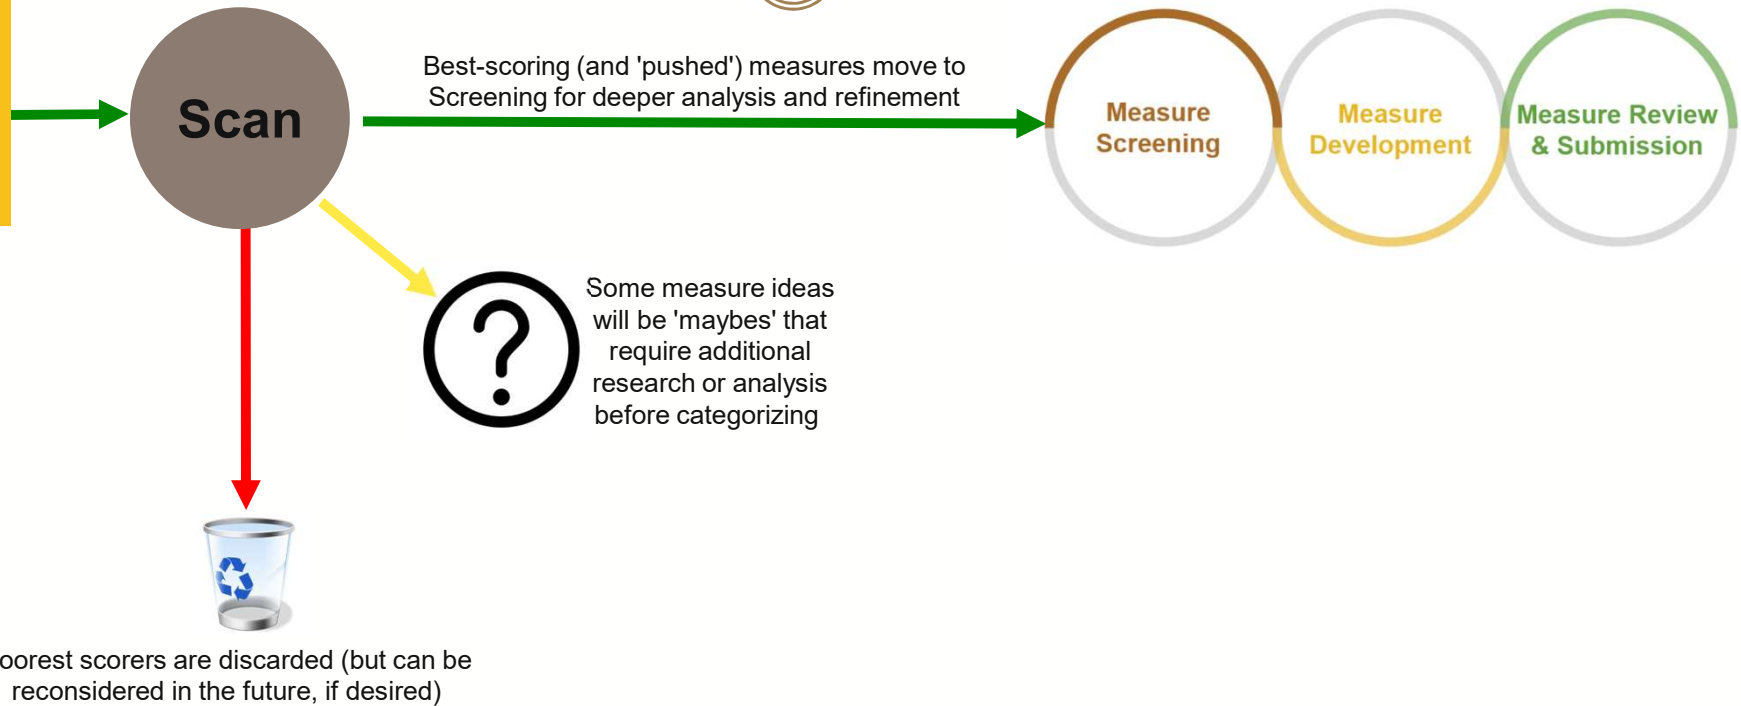 Scan
Best-scoring (and 'pushed') measures move to
Screening for deeper analysis and refinement
Measure
Screening
Measure
Development
Measure Review
& Submission
?
Some measure ideas
will be 'maybes' that
require additional
research or analysis
before categorizing
oorest scorers are discarded (but can be
reconsidered in the future, if desired)